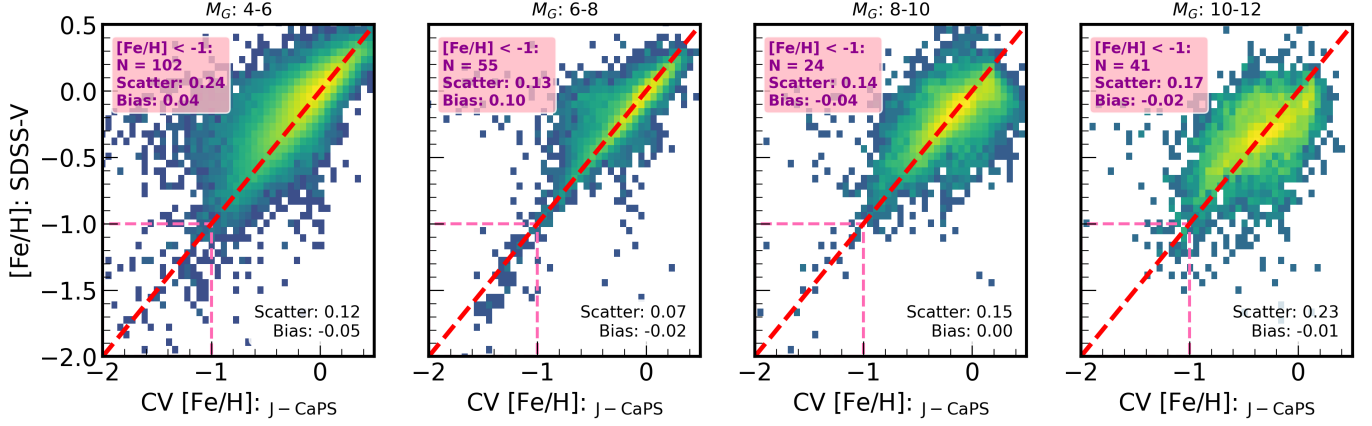 M_G: 4-6
[Fe/H] < -1:
N = 102
Scatter: 0.24
Bias: 0.04
Scatter: 0.12
Bias: -0.05
0.5
0.0
−0.5
−1.0
−1.5
−2.0
[Fe/H]: SDSS-V
−2
−1
0
CV [Fe/H]: J−CaPS
M_G: 6-8
[Fe/H] < -1:
N = 55
Scatter: 0.13
Bias: 0.10
Scatter: 0.07
Bias: -0.02
−2
−1
0
CV [Fe/H]: J−CaPS
M_G: 8-10
[Fe/H] < -1:
N = 24
Scatter: 0.14
Bias: -0.04
Scatter: 0.15
Bias: 0.00
−2
−1
0
CV [Fe/H]: J−CaPS
M_G: 10-12
[Fe/H] < -1:
N = 41
Scatter: 0.17
Bias: -0.02
Scatter: 0.23
Bias: -0.01
−2
−1
0
CV [Fe/H]: J−CaPS